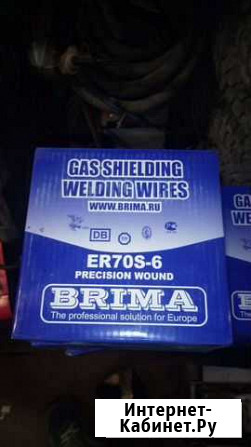 GAS SHIELDING
WELDING WIRES
WWW.BRIMA.RU
DB
ER70S-6
PRECISION WOUND
BRIMA
The professional solution for Europe
Интернет-
Кабинет.Ру